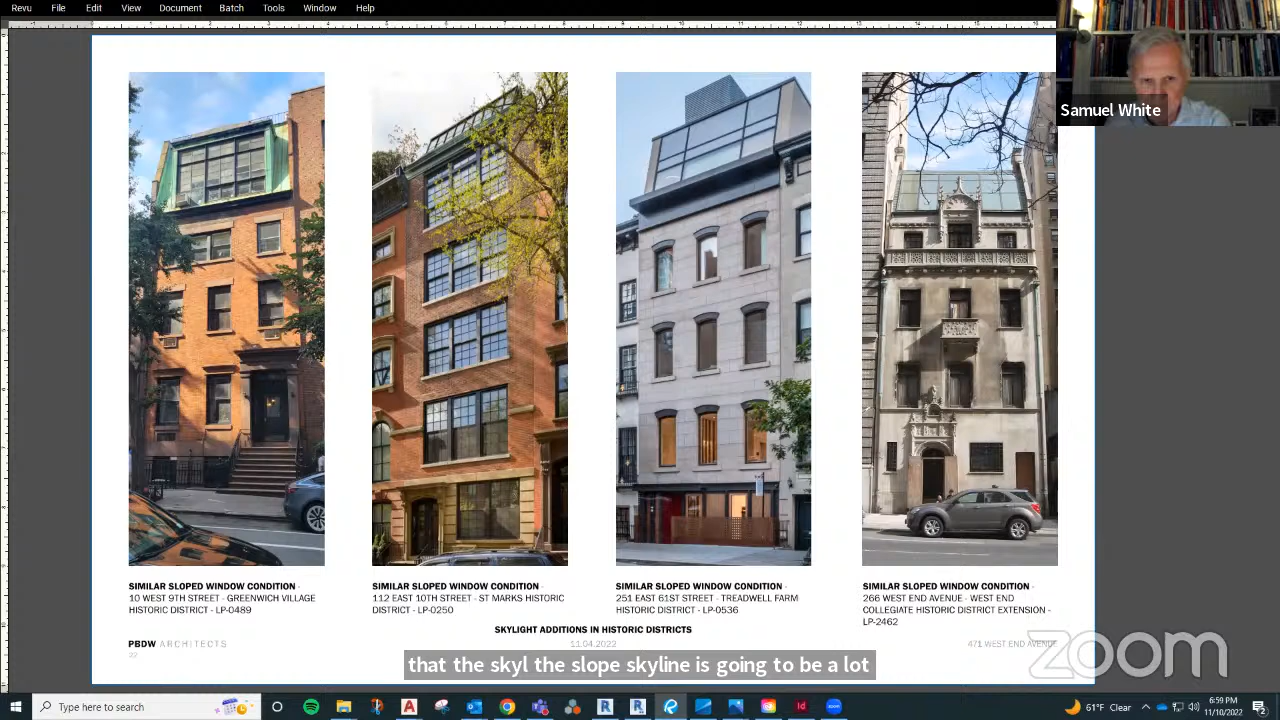 Revu File Edit View Document Batch Tools Window Help
Samuel White
SIMILAR SLOPED WINDOW CONDITION -
10 WEST 9TH STREET - GREENWICH VILLAGE
HISTORIC DISTRICT - LP-0489
SIMILAR SLOPED WINDOW CONDITION -
112 EAST 10TH STREET - ST MARKS HISTORIC
DISTRICT - LP-0250
SIMILAR SLOPED WINDOW CONDITION -
251 EAST 61ST STREET - TREADWELL FARM
HISTORIC DISTRICT - LP-0536
SIMILAR SLOPED WINDOW CONDITION -
266 WEST END AVENUE - WEST END
COLLEGIATE HISTORIC DISTRICT EXTENSION -
LP-2462
SKYLIGHT ADDITIONS IN HISTORIC DISTRICTS
PBDW ARCHITECTS
11.04.2022
471 WEST END AVENUE
22
that the skyl the slope skyline is going to be a lot
zoom
Type here to search
61°F Clear
6:59 PM
11/10/2022